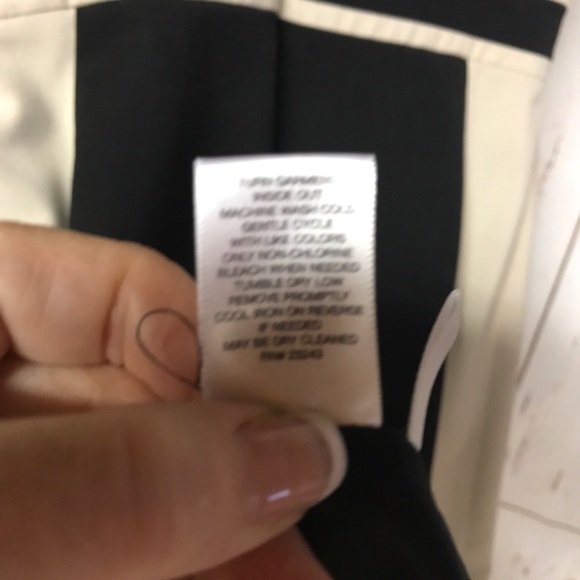 TURN GARMENT
INSIDE OUT
MACHINE WASH COLD
GENTLE CYCLE
WITH LIKE COLORS
ONLY NON-CHLORINE
BLEACH WHEN NEEDED
TUMBLE DRY LOW
REMOVE PROMPTLY
COOL IRON ON REVERSE
IF NEEDED
MAY BE DRY CLEANED
RN#